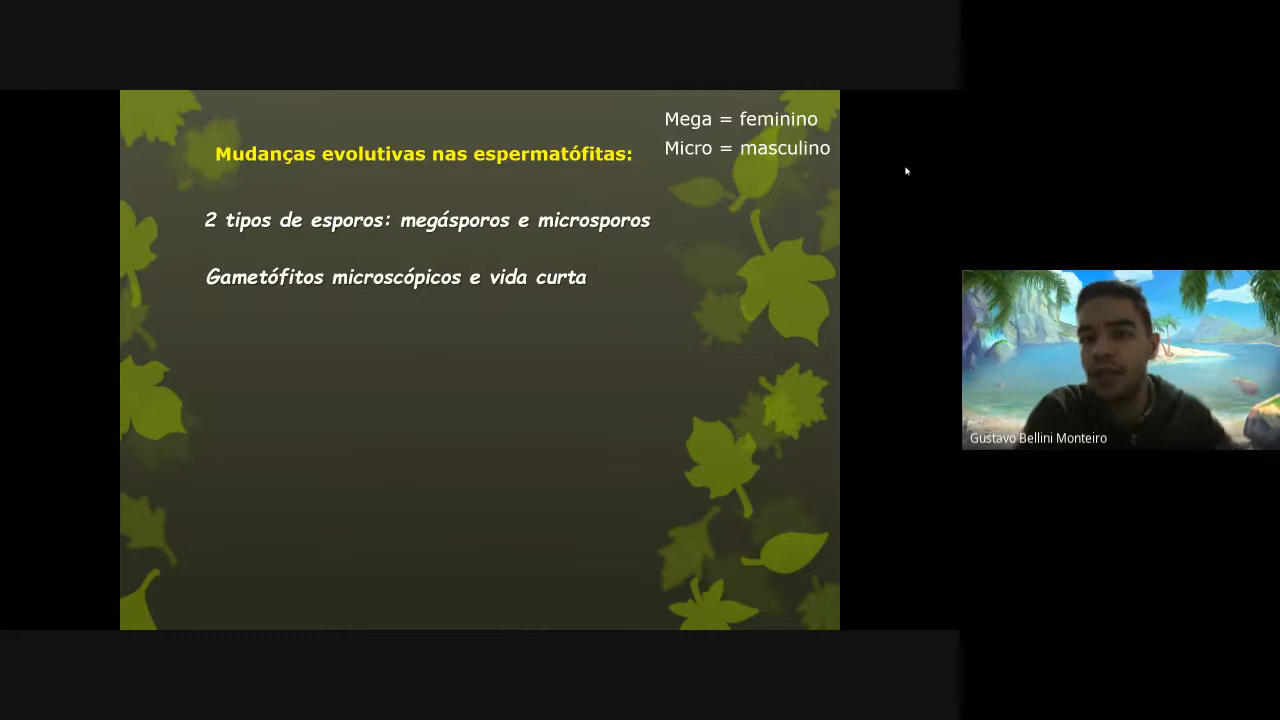 Mega = feminino
Micro = masculino
Mudanças evolutivas nas espermatófitas:
2 tipos de esporos: megásporos e microsporos
Gametófitos microscópicos e vida curta
Gustavo Bellini Monteiro